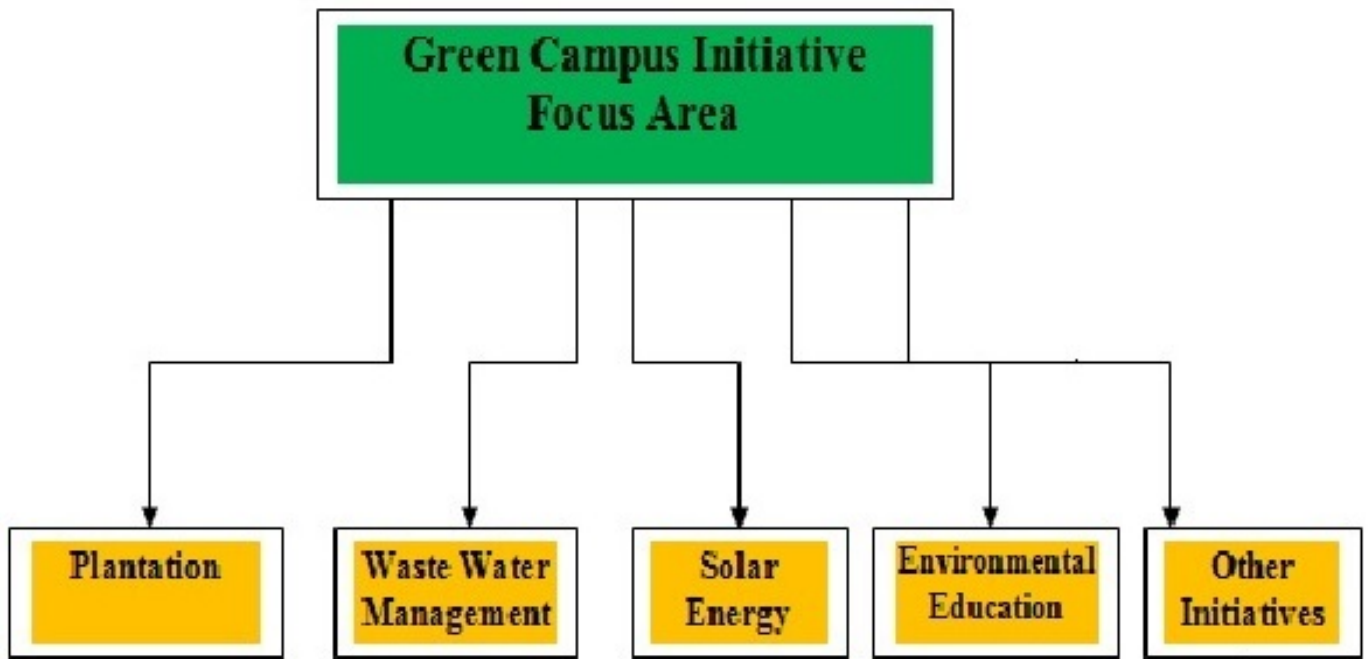 Green Campus Initiative
Focus Area
Plantation
Waste Water
Management
Solar
Energy
Environmental
Education
Other
Initiatives